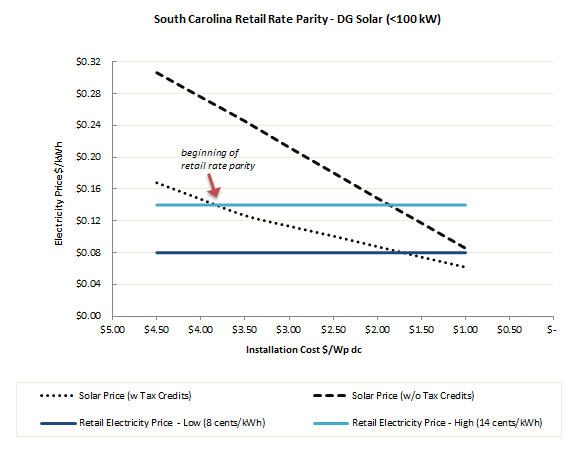 South Carolina Retail Rate Parity - DG Solar (<100 kW)
$0.32
$0.28
$0.24
$0.20
$0.16
$0.12
$0.08
$0.04
$0.00
Electricity Price $/kWh
beginning of
retail rate parity
$5.00 $4.50 $4.00 $3.50 $3.00 $2.50 $2.00 $1.50 $1.00 $0.50 $-
Installation Cost $/Wp dc
Solar Price (w Tax Credits) Solar Price (w/o Tax Credits)
Retail Electricity Price - Low (8 cents/kWh) Retail Electricity Price - High (14 cents/kWh)